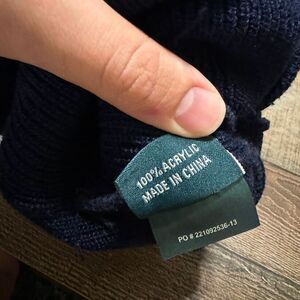 100% ACRYLIC
MADE IN CHINA
PO # 221092536-13